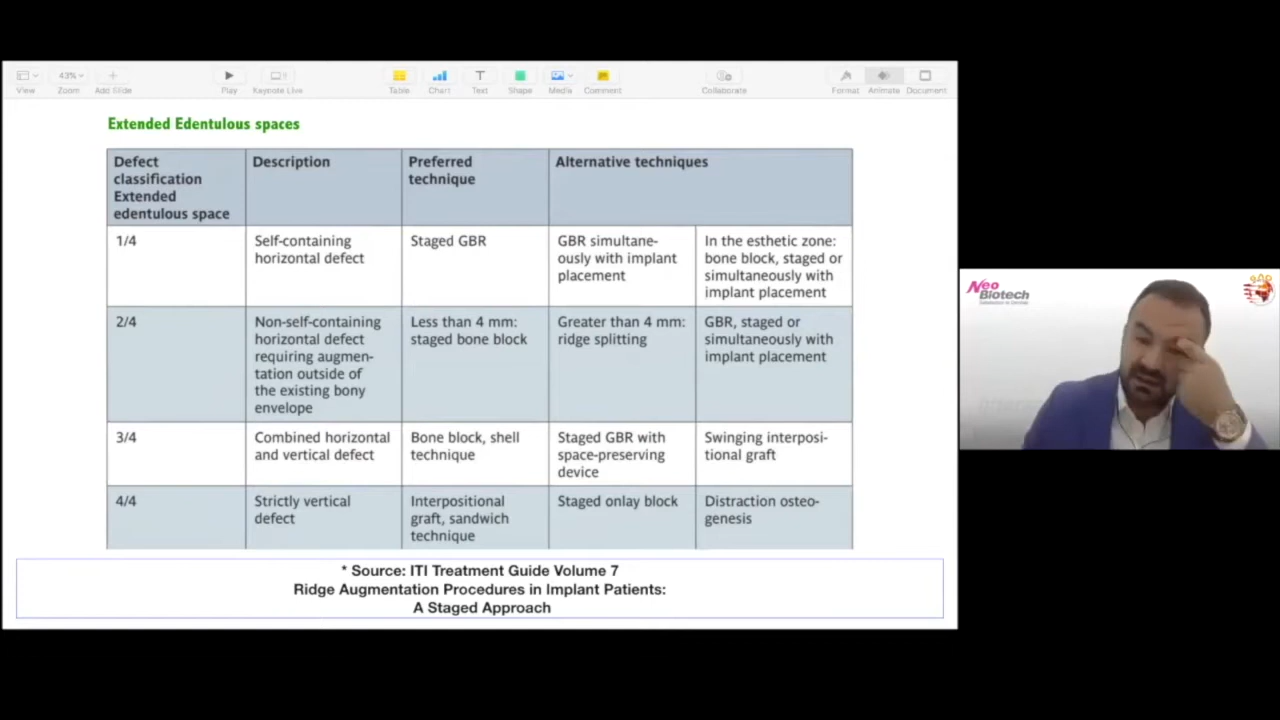 43%
View
Zoom
Add Slide
Play
Keynote Live
Table
Chart
Text
Shape
Media
Comment
Collaborate
Format
Animate
Document
Extended Edentulous spaces
Defect
classification
Extended
edentulous space
Description
Preferred
technique
Alternative techniques
1/4
Self-containing
horizontal defect
Staged GBR
GBR simultane-
ously with implant
placement
In the esthetic zone:
bone block, staged or
simultaneously with
implant placement
2/4
Non-self-containing
horizontal defect
requiring augmen-
tation outside of
the existing bony
envelope
Less than 4 mm:
staged bone block
Greater than 4 mm:
ridge splitting
GBR, staged or
simultaneously with
implant placement
3/4
Combined horizontal
and vertical defect
Bone block, shell
technique
Staged GBR with
space-preserving
device
Swinging interposi-
tional graft
4/4
Strictly vertical
defect
Interpositional
graft, sandwich
technique
Staged onlay block
Distraction osteo-
genesis
* Source: ITI Treatment Guide Volume 7
Ridge Augmentation Procedures in Implant Patients:
A Staged Approach
Neo
Biotech